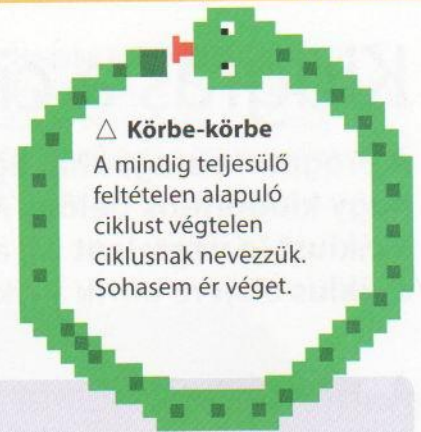 △ Körbe-körbe
A mindig teljesülő
feltételen alapuló
ciklust végtelen
ciklusnak nevezzük.
Sohasem ér véget.